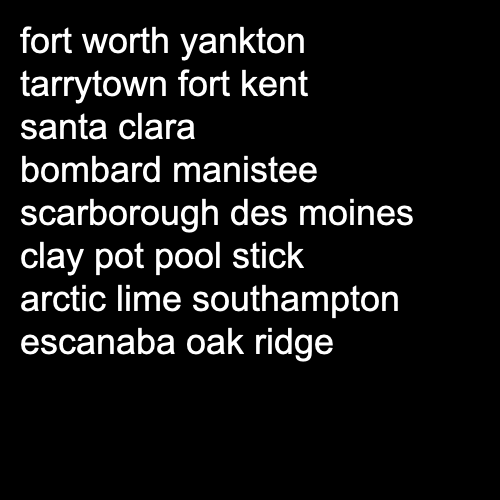 fort worth yankton
tarrytown fort kent
santa clara
bombard manistee
scarborough des moines
clay pot pool stick
arctic lime southampton
escanaba oak ridge